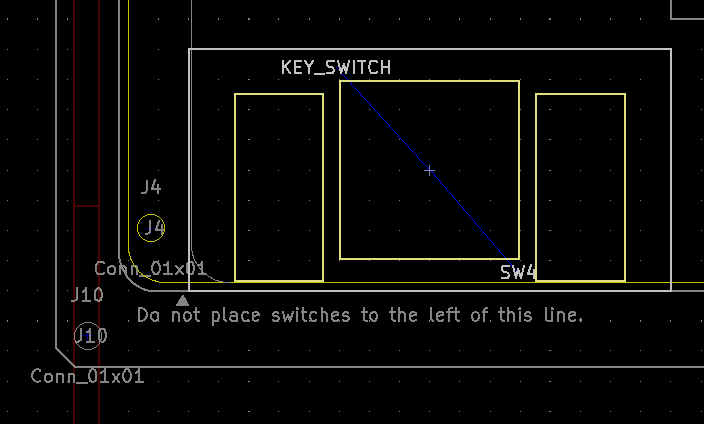 KEY_SWITCH
J4
J4
Conn_01x01
SW4
J10
Do not place switches to the left of this line.
J10
Conn_01x01